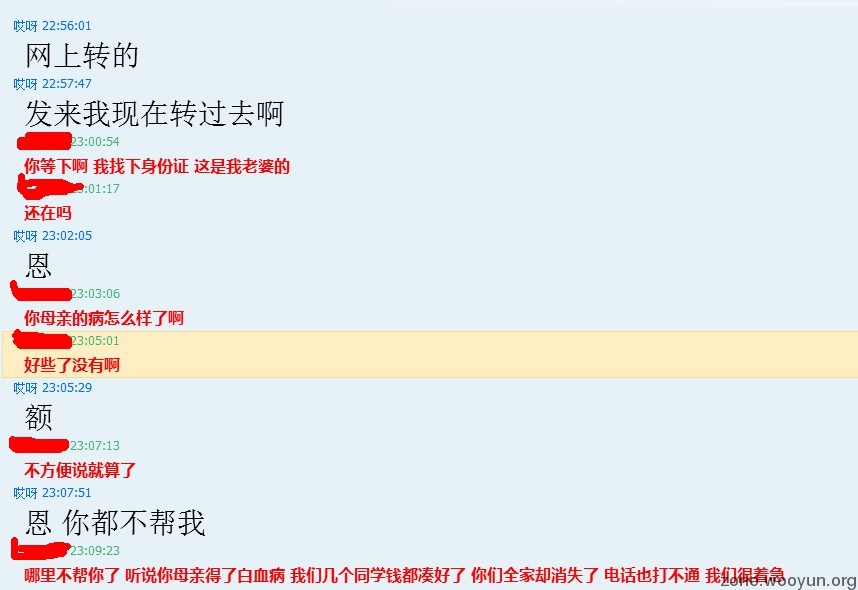 哎呀 22:56:01
网上转的
哎呀 22:57:47
发来我现在转过去啊
23:00:54
你等下啊 我找下身份证 这是我老婆的
3:01:17
还在吗
哎呀 23:02:05
恩
23:03:06
你母亲的病怎么样了啊
23:05:01
好些了没有啊
哎呀 23:05:29
额
23:07:13
不方便说就算了
哎呀 23:07:51
恩 你都不帮我
23:09:23
哪里不帮你了 听说你母亲得了白血病 我们几个同学钱都凑好了 你们全家却消失了 电话也打不通 我们很着急
zone.wooyun.org